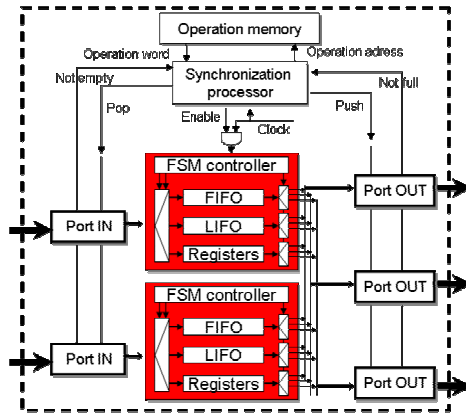 Operation memory
Operation word
Operation adress
Not empty
Synchronization
processor
Not full
Pop
Enable
Clock
Push
FSM controller
FIFO
LIFO
Registers
Port IN
Port OUT
Port OUT
FSM controller
FIFO
LIFO
Registers
Port IN
Port OUT